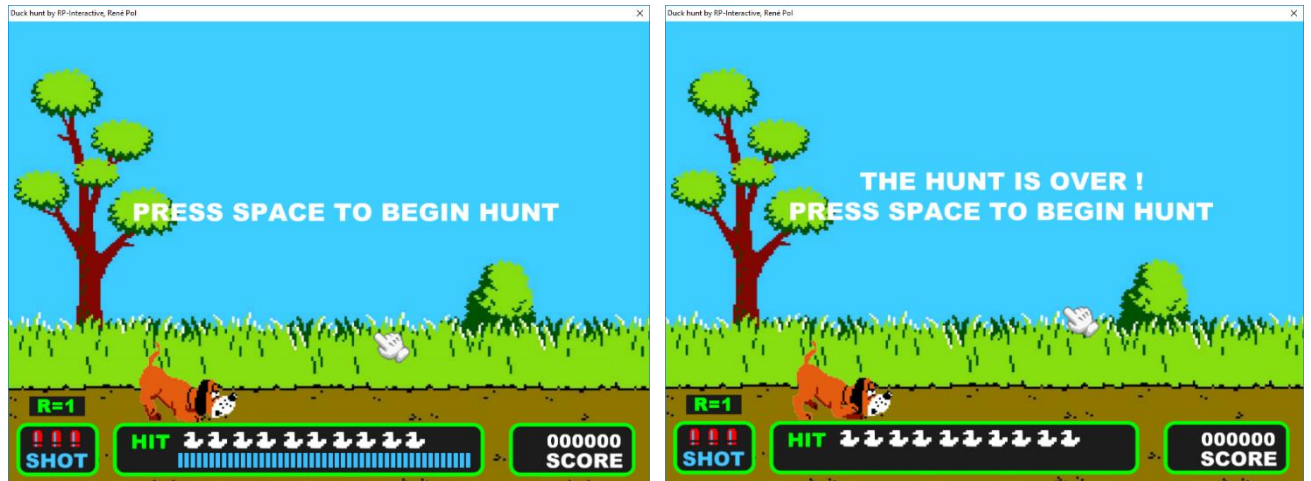 Duck hunt by RP-Interactive, René Pol
PRESS SPACE TO BEGIN HUNT
R=1
SHOT
HIT
000000
SCORE
Duck hunt by RP-Interactive, René Pol
THE HUNT IS OVER !
PRESS SPACE TO BEGIN HUNT
R=1
SHOT
HIT
000000
SCORE